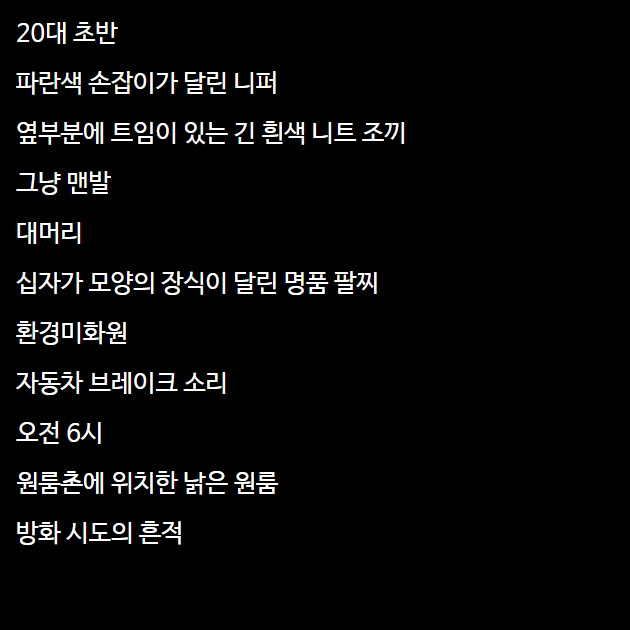 20대 초반
파란색 손잡이가 달린 니퍼
옆부분에 트임이 있는 긴 흰색 니트 조끼
그냥 맨발
대머리
십자가 모양의 장식이 달린 명품 팔찌
환경미화원
자동차 브레이크 소리
오전 6시
원룸촌에 위치한 낡은 원룸
방화 시도의 흔적